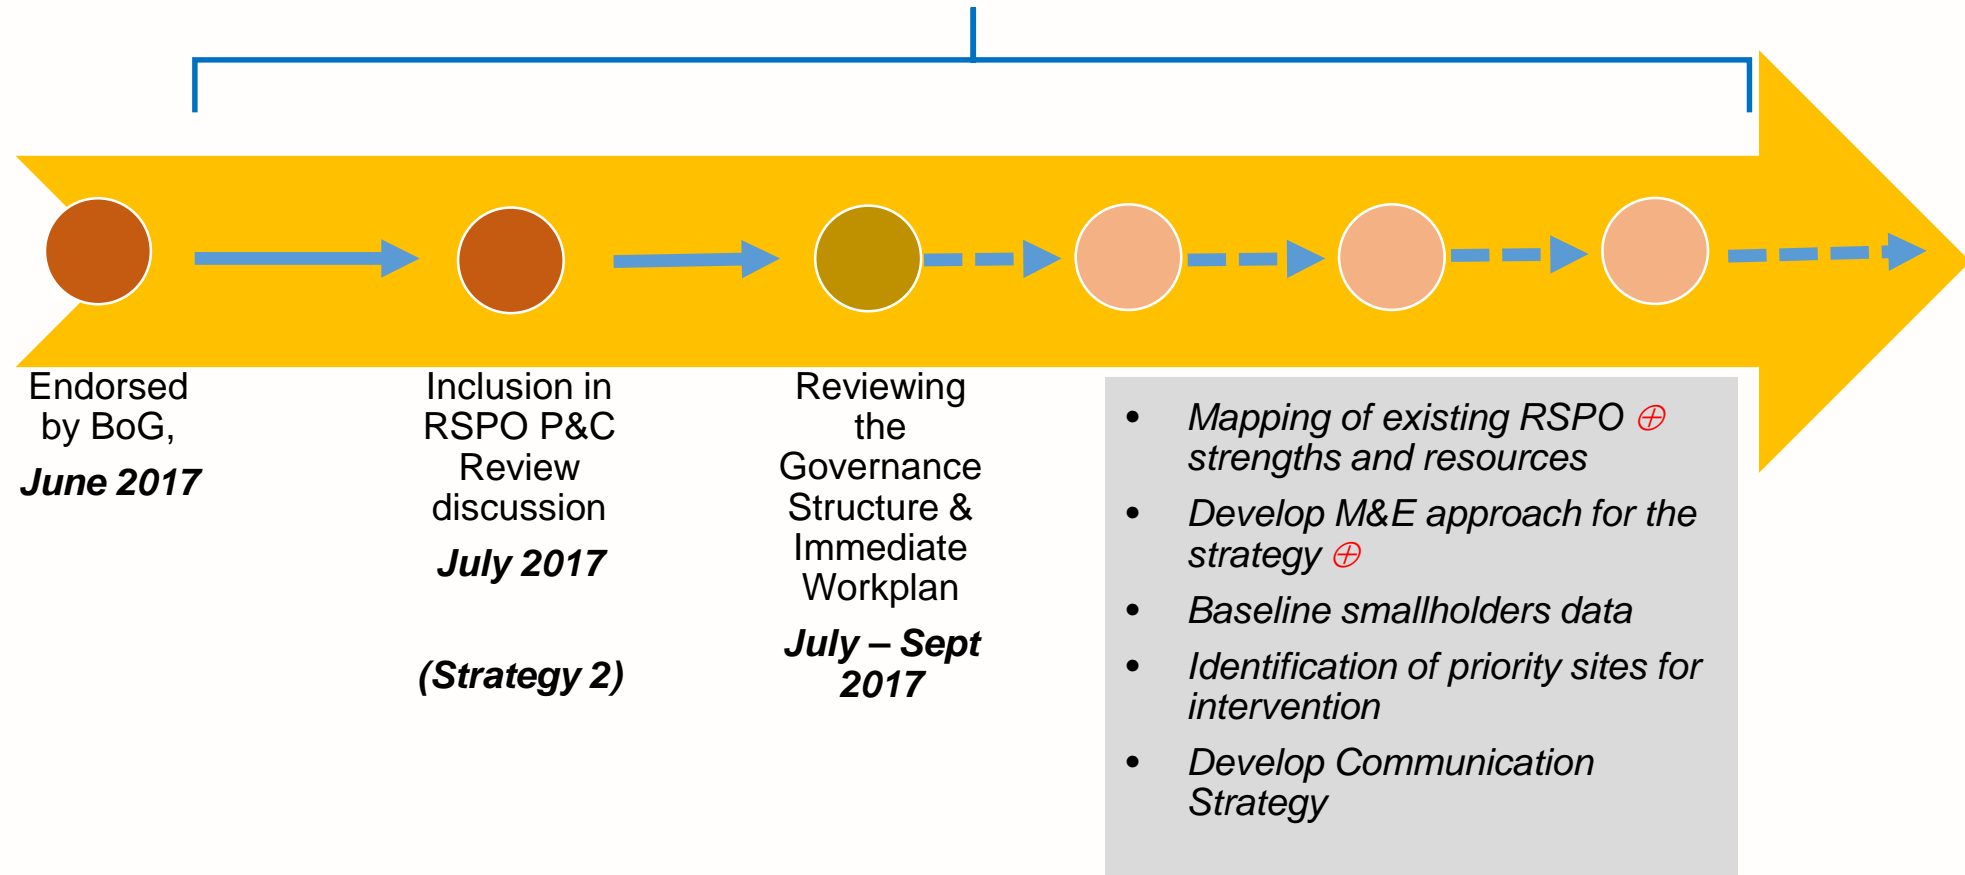 Endorsed
by BoG,
June 2017
Inclusion in
RSPO P&C
Review
discussion
July 2017
(Strategy 2)
Reviewing
the
Governance
Structure &
Immediate
Workplan
July – Sept
2017
• Mapping of existing RSPO ⊕
strengths and resources
• Develop M&E approach for the
strategy ⊕
• Baseline smallholders data
• Identification of priority sites for
intervention
• Develop Communication
Strategy